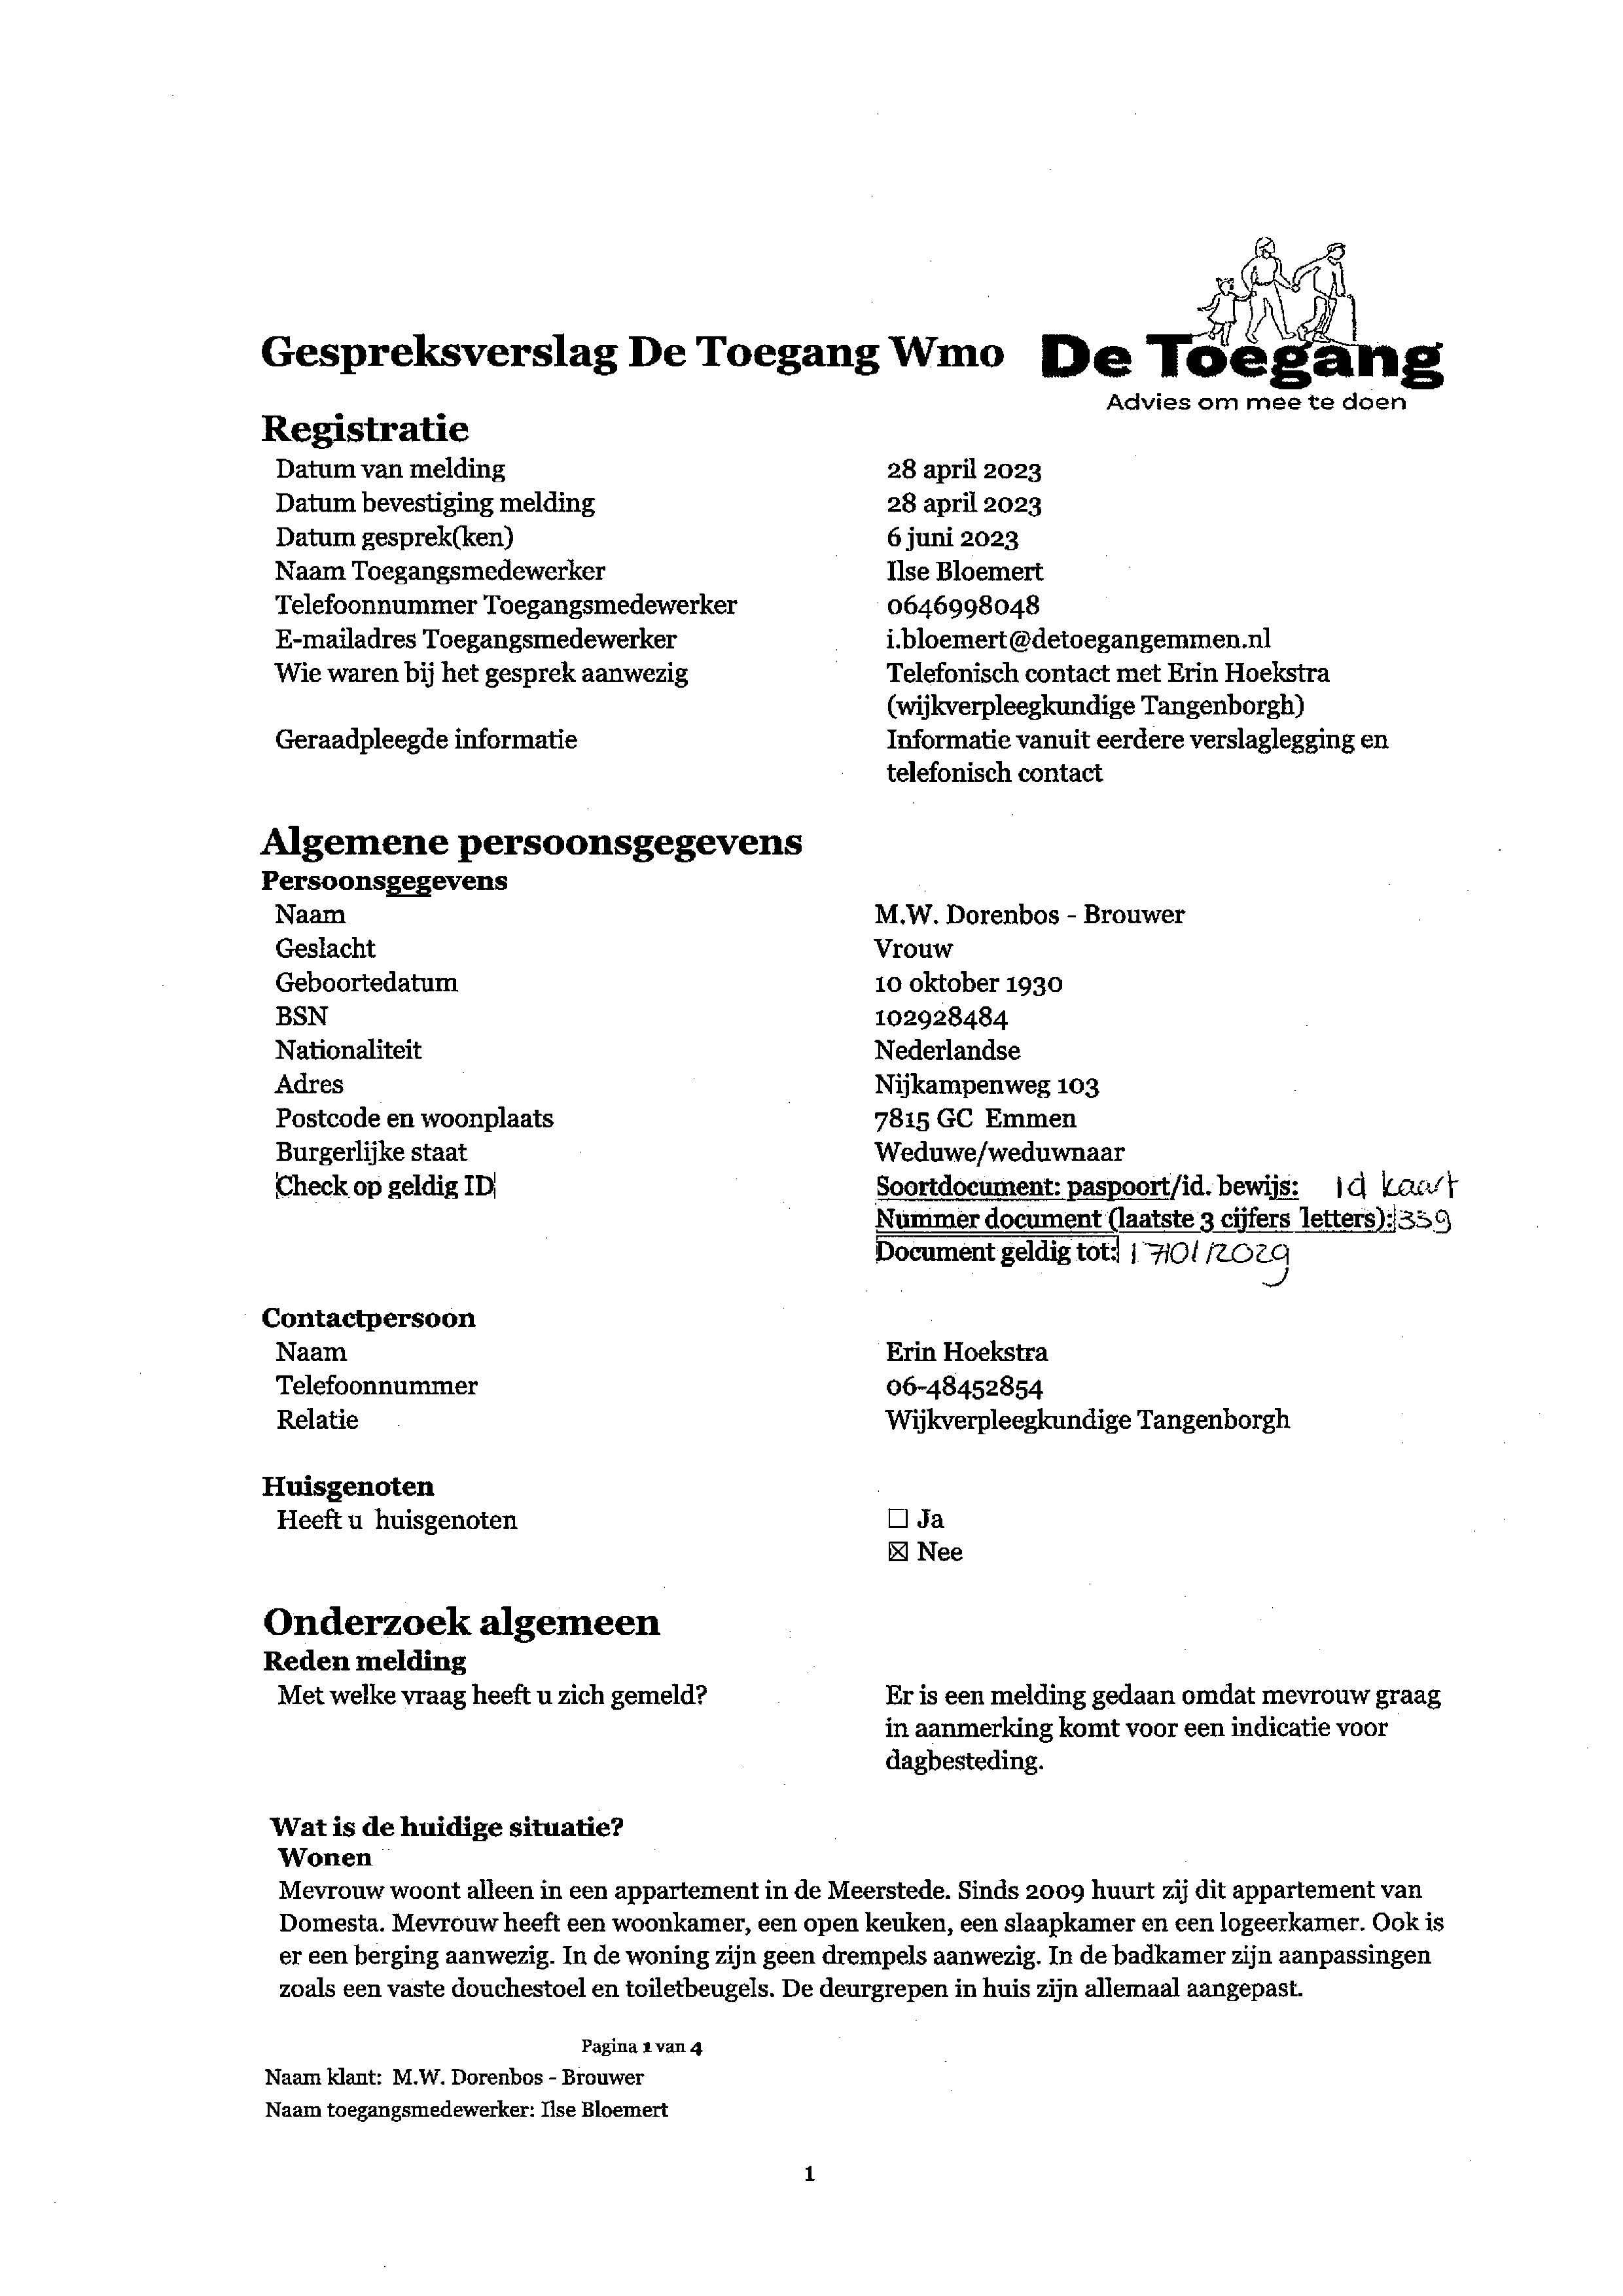 Gespreksverslag De Toegang Wmo
De Toegang
Advies om mee te doen
Registratie
Datum van melding 28 april 2023
Datum bevestiging melding 28 april 2023
Datum gesprek(ken) 6 juni 2023
Naam Toegangsmedewerker Ilse Bloemert
Telefoonnummer Toegangsmedewerker 0646998048
E-mailadres Toegangsmedewerker i.bloemert@detoegangemmen.nl
Wie waren bij het gesprek aanwezig Telefonisch contact met Erin Hoekstra
(wijkverpleegkundige Tangenborgh)
Geraadpleegde informatie Informatie vanuit eerdere verslaglegging en
telefonisch contact
Algemene persoonsgegevens
Persoonsgegevens
Naam M.W. Dorenbos - Brouwer
Geslacht Vrouw
Geboortedatum 10 oktober 1930
BSN 102928484
Nationaliteit Nederlandse
Adres Nijkampenweg 103
Postcode en woonplaats 7815 GC Emmen
Burgerlijke staat Weduwe/weduwnaar
Check op geldig ID Soortdocument: paspoort/id. bewijs: id kaart
Nummer document (laatste 3 cijfers letters): 339
Document geldig tot: 17/01/2029
Contactpersoon
Naam Erin Hoekstra
Telefoonnummer 06-48452854
Relatie Wijkverpleegkundige Tangenborgh
Huisgenoten
Heeft u huisgenoten ☐ Ja
☒ Nee
Onderzoek algemeen
Reden melding
Met welke vraag heeft u zich gemeld? Er is een melding gedaan omdat mevrouw graag
in aanmerking komt voor een indicatie voor
dagbesteding.
Wat is de huidige situatie?
Wonen
Mevrouw woont alleen in een appartement in de Meerstede. Sinds 2009 huurt zij dit appartement van
Domesta. Mevrouw heeft een woonkamer, een open keuken, een slaapkamer en een logeerkamer. Ook is
er een berging aanwezig. In de woning zijn geen drempels aanwezig. In de badkamer zijn aanpassingen
zoals een vaste douchestoel en toiletbeugels. De deurgrepen in huis zijn allemaal aangepast.
Pagina 1 van 4
Naam klant: M.W. Dorenbos - Brouwer
Naam toegangsmedewerker: Ilse Bloemert
1